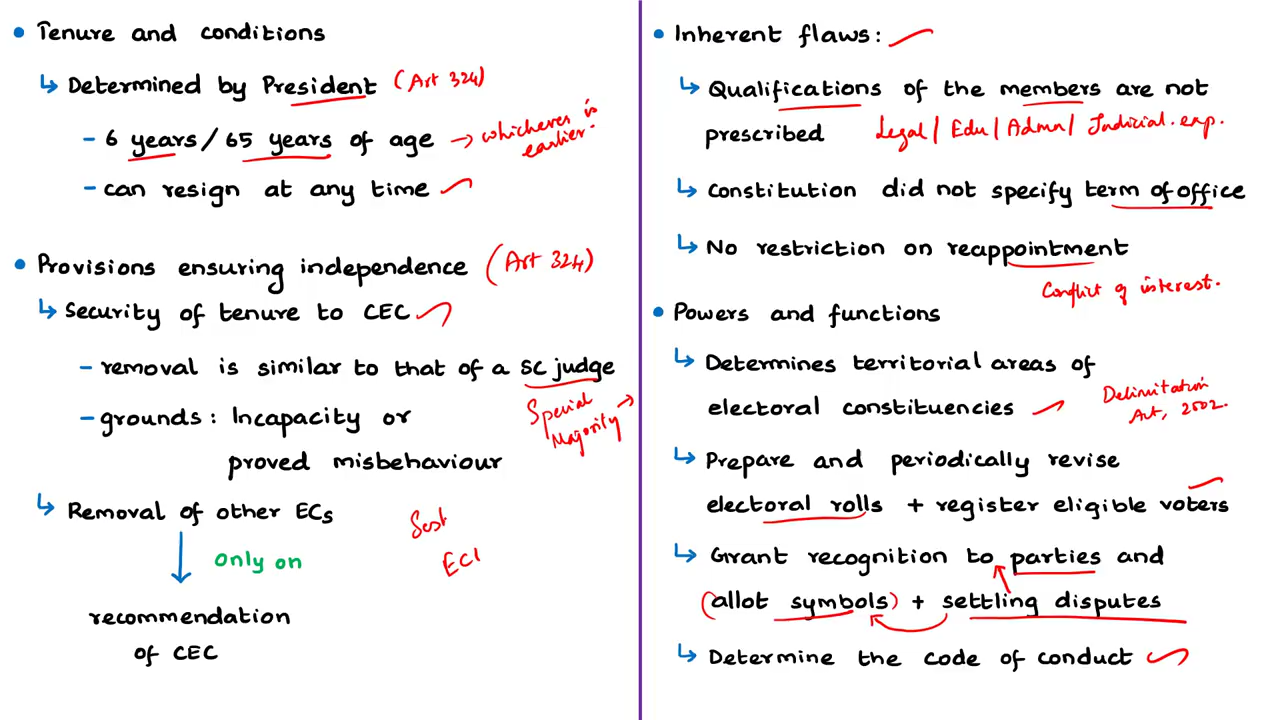 • Tenure and conditions
↳ Determined by President (Art 324)
– 6 years / 65 years of age → whichever is
earlier.
– can resign at any time
• Provisions ensuring independence (Art 324)
↳ Security of tenure to CEC
– removal is similar to that of a SC judge
Special
Majority →
– grounds: Incapacity or
proved misbehaviour
↳ Removal of other ECs
only on
recommendation
of CEC
ECI
• Inherent flaws:
↳ Qualifications of the members are not
prescribed Legal / Edu / Admn / Judicial. exp.
↳ Constitution did not specify term of office
↳ No restriction on reappointment
Conflict of interest.
• Powers and functions
↳ Determines territorial areas of
electoral constituencies
Delimitation
Act, 2002.
↳ Prepare and periodically revise
electoral rolls + register eligible voters
↳ Grant recognition to parties and
(allot symbols) + settling disputes
↳ Determine the code of conduct